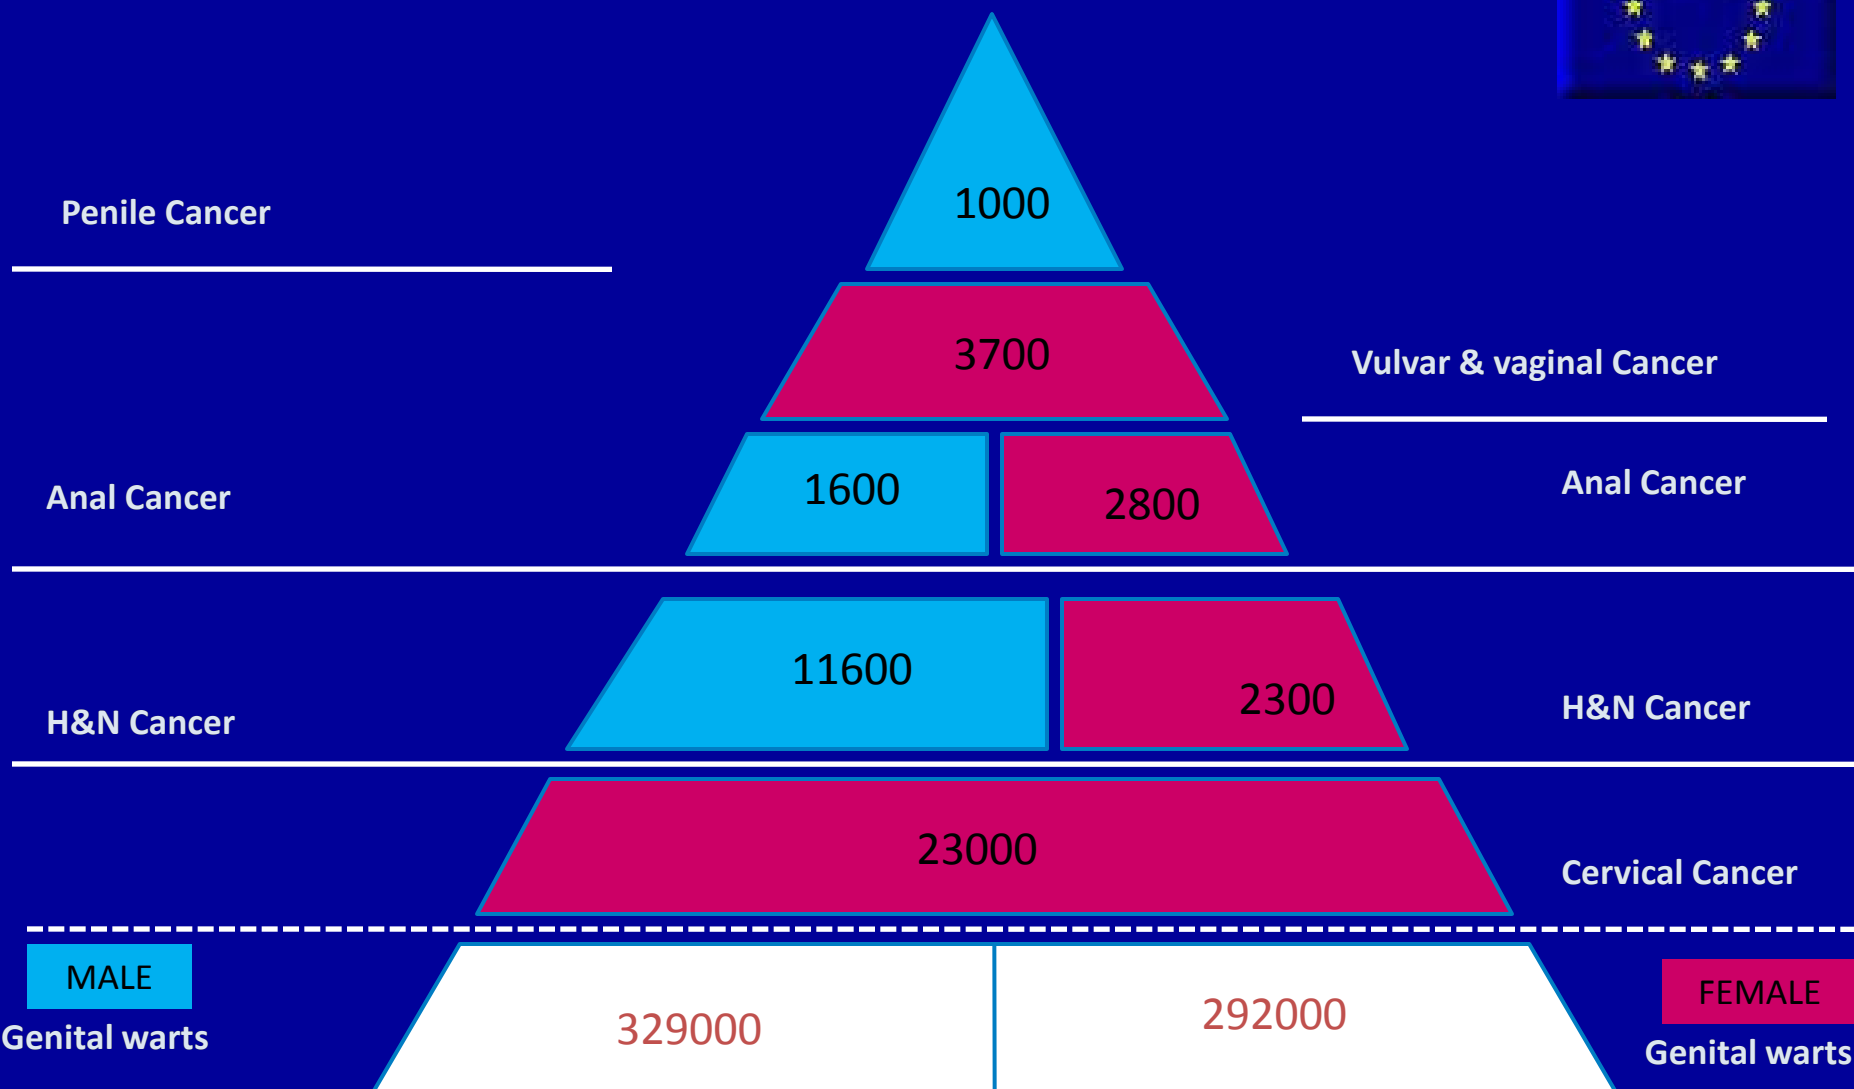 Penile Cancer
1000
3700
Vulvar & vaginal Cancer
Anal Cancer
1600
2800
Anal Cancer
H&N Cancer
11600
2300
H&N Cancer
23000
Cervical Cancer
MALE
FEMALE
Genital warts
329000
292000
Genital warts